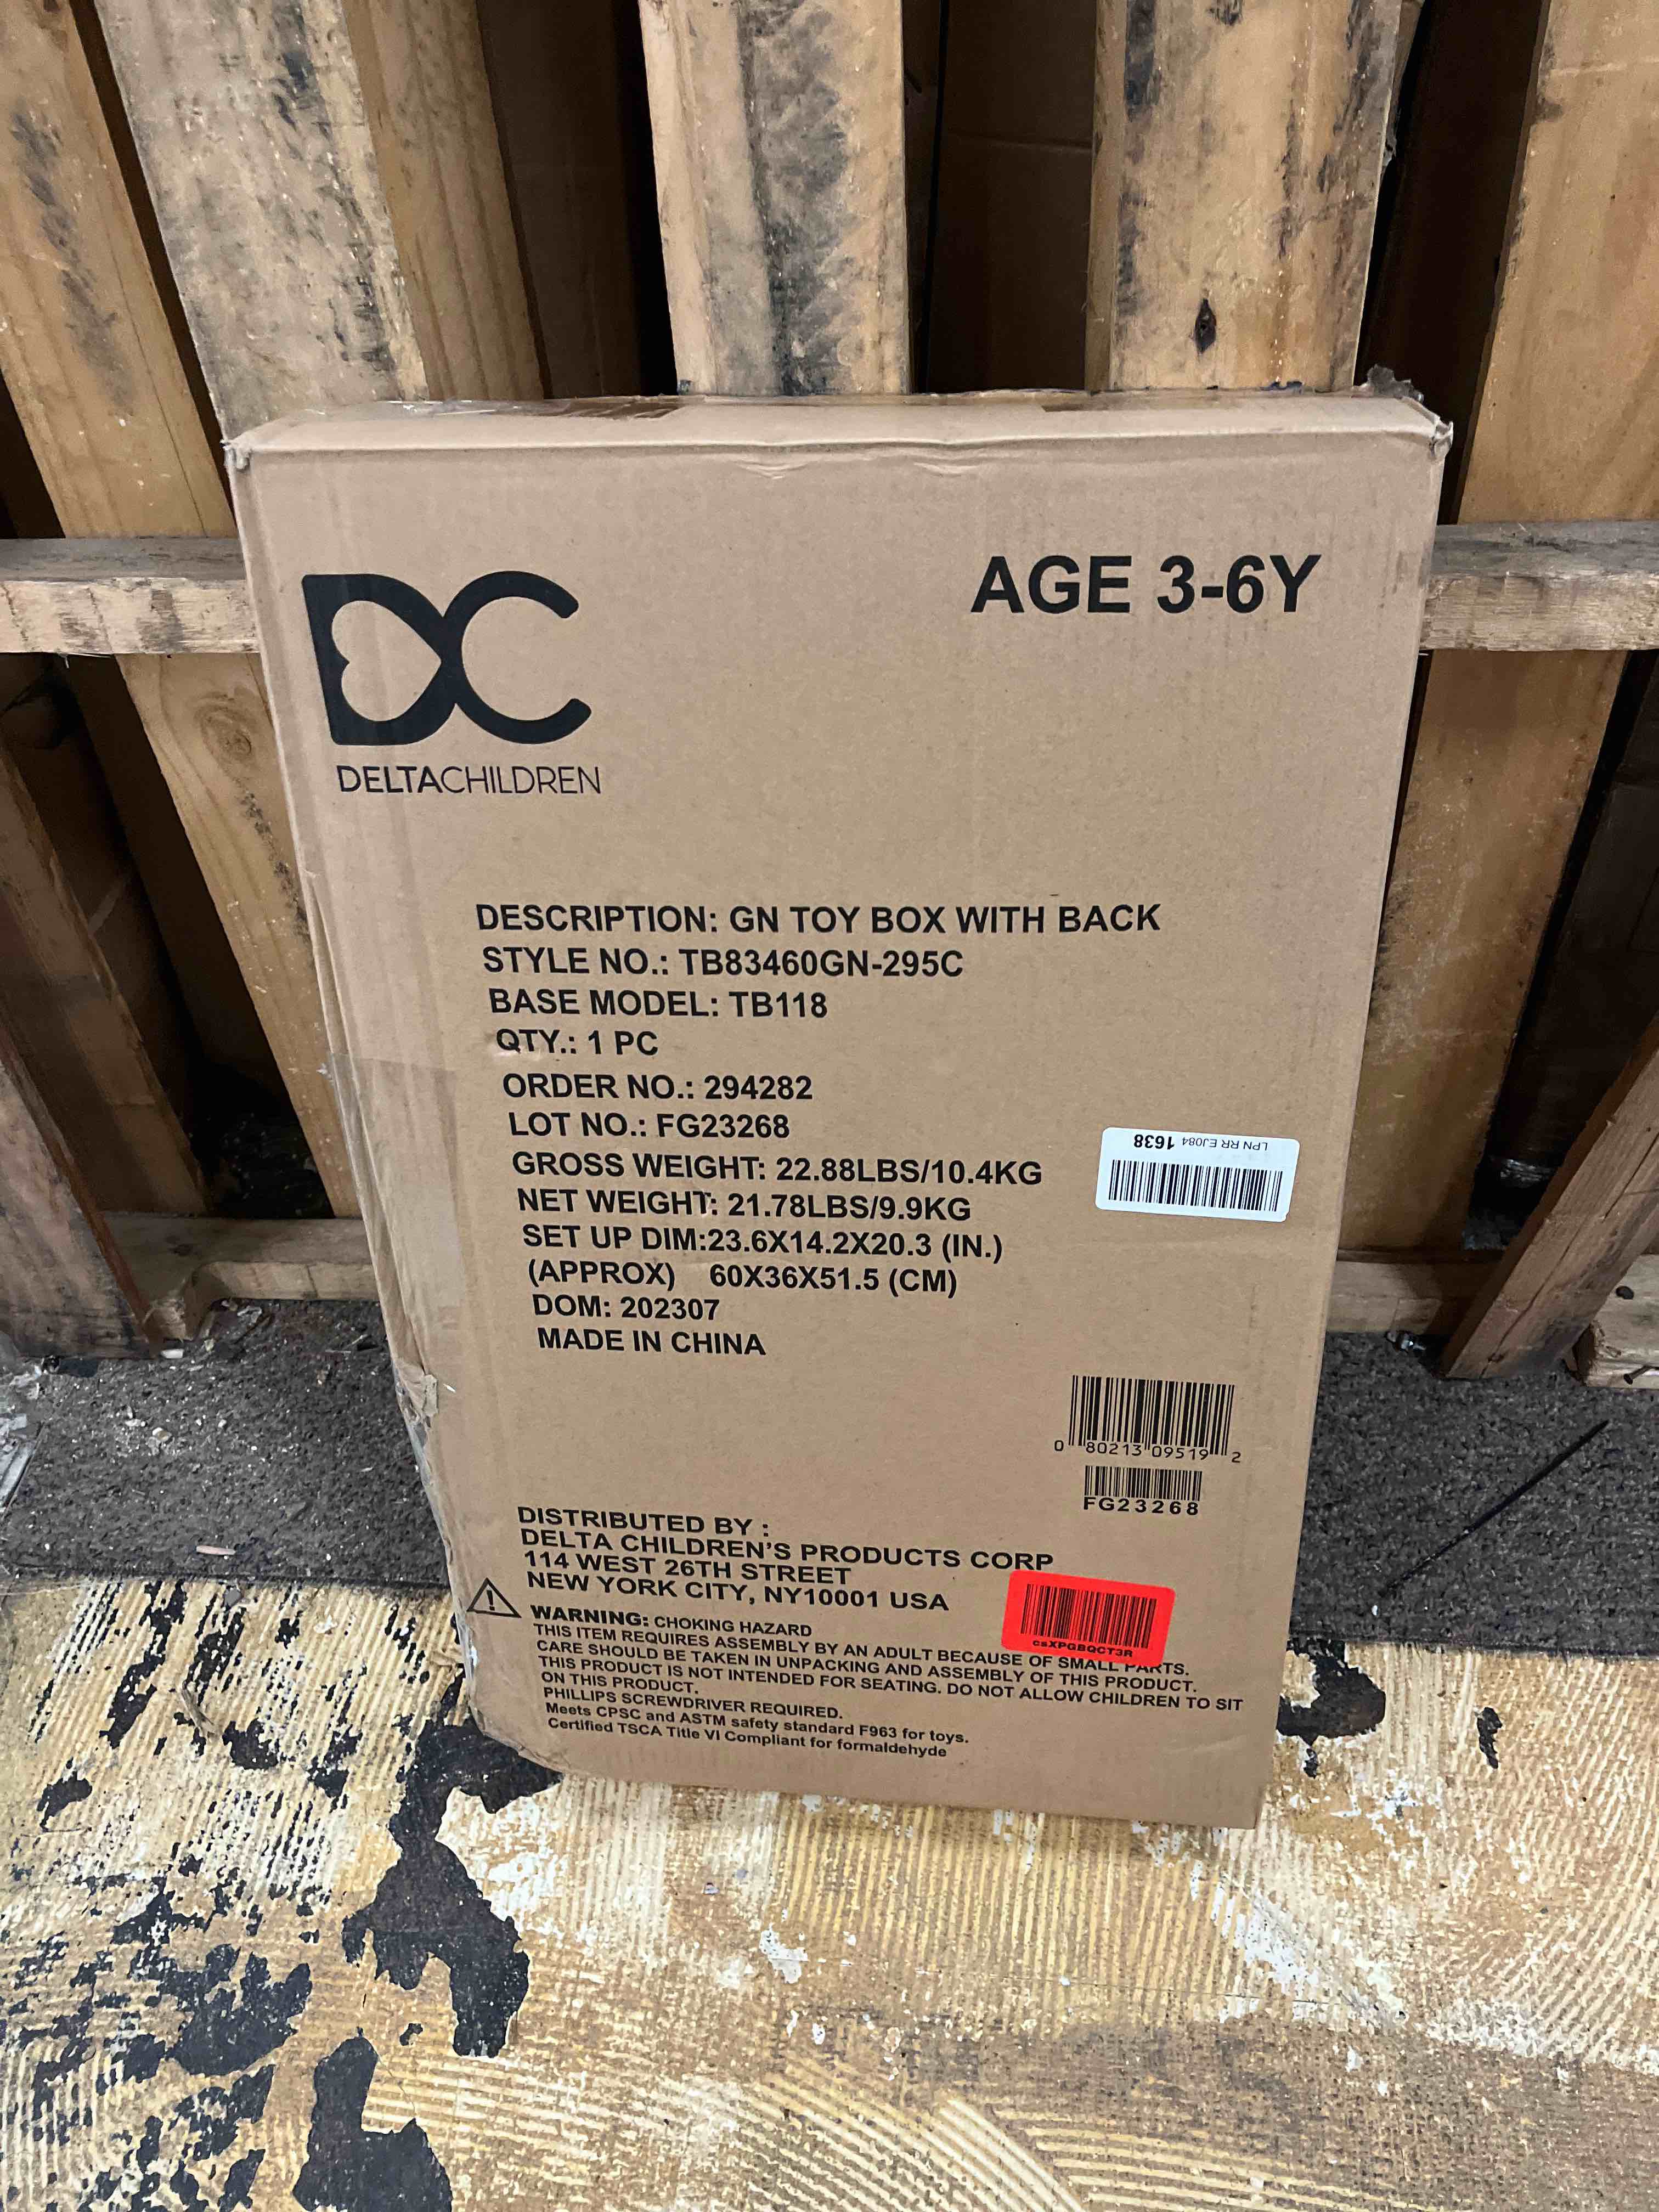 DC
AGE 3-6Y
DELTACHILDREN
DESCRIPTION: GN TOY BOX WITH BACK
STYLE NO.: TB83460GN-295C
BASE MODEL: TB118
QTY.: 1 PC
ORDER NO.: 294282
LOT NO.: FG23268
GROSS WEIGHT: 22.88LBS/10.4KG
NET WEIGHT: 21.78LBS/9.9KG
SET UP DIM:23.6X14.2X20.3 (IN.)
(APPROX) 60X36X51.5 (CM)
DOM: 202307
MADE IN CHINA
LPN RR EJ084 1638
0 80213 09519 2
FG23268
DISTRIBUTED BY :
DELTA CHILDREN'S PRODUCTS CORP
114 WEST 26TH STREET
NEW YORK CITY, NY10001 USA
csXPGBQCT3R
WARNING: CHOKING HAZARD
THIS ITEM REQUIRES ASSEMBLY BY AN ADULT BECAUSE OF SMALL PARTS.
CARE SHOULD BE TAKEN IN UNPACKING AND ASSEMBLY OF THIS PRODUCT.
THIS PRODUCT IS NOT INTENDED FOR SEATING. DO NOT ALLOW CHILDREN TO SIT
ON THIS PRODUCT.
PHILLIPS SCREWDRIVER REQUIRED.
Meets CPSC and ASTM safety standard F963 for toys.
Certified TSCA Title VI Compliant for formaldehyde